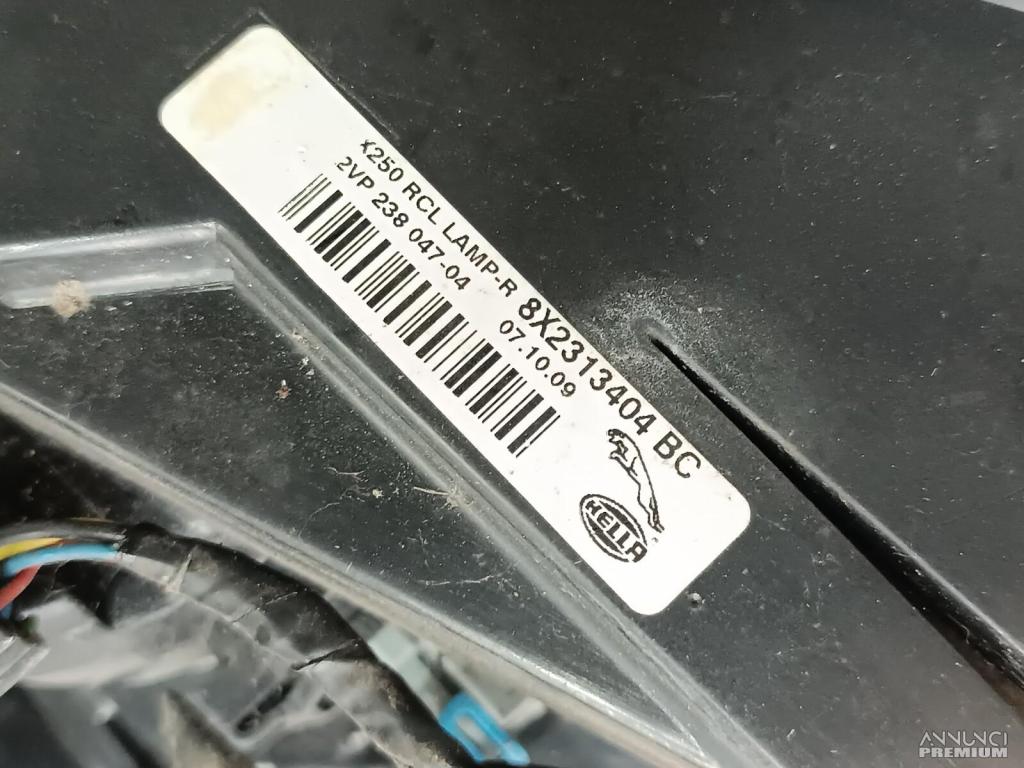 X250 RCL LAMP-R
8X2313404 BC
2VP 238 047-04
07.10.09
HELLA
ANNUNCI
PREMIUM